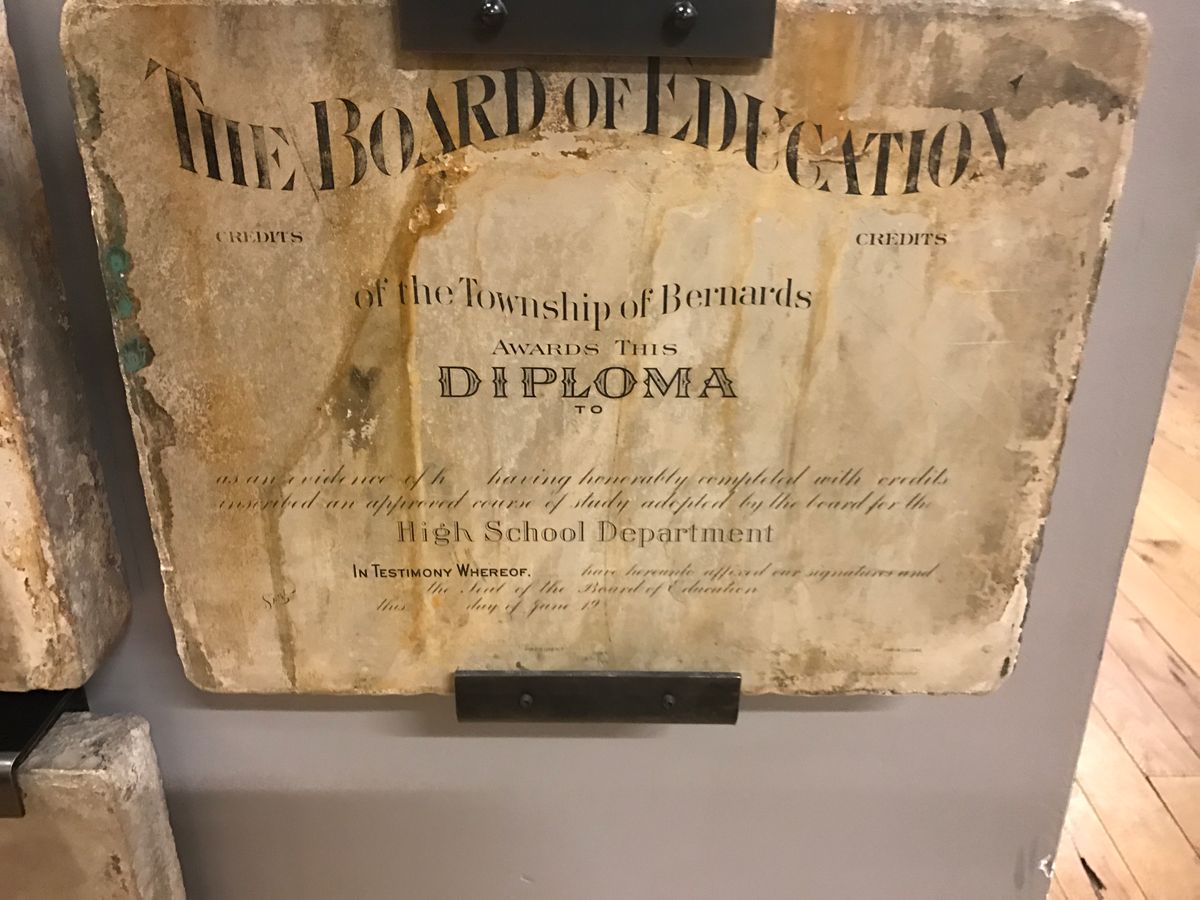 THE BOARD OF EDUCATION
CREDITS CREDITS
of the Township of Bernards
AWARDS THIS
DIPLOMA
TO
as an evidence of h having honorably completed with credits
inscribed an approved course of study adopted by the board for the
High School Department
IN TESTIMONY WHEREOF, have hereunto affixed our signatures and
the Seal of the Board of Education
this day of June 19
PRESIDENT PRINCIPAL